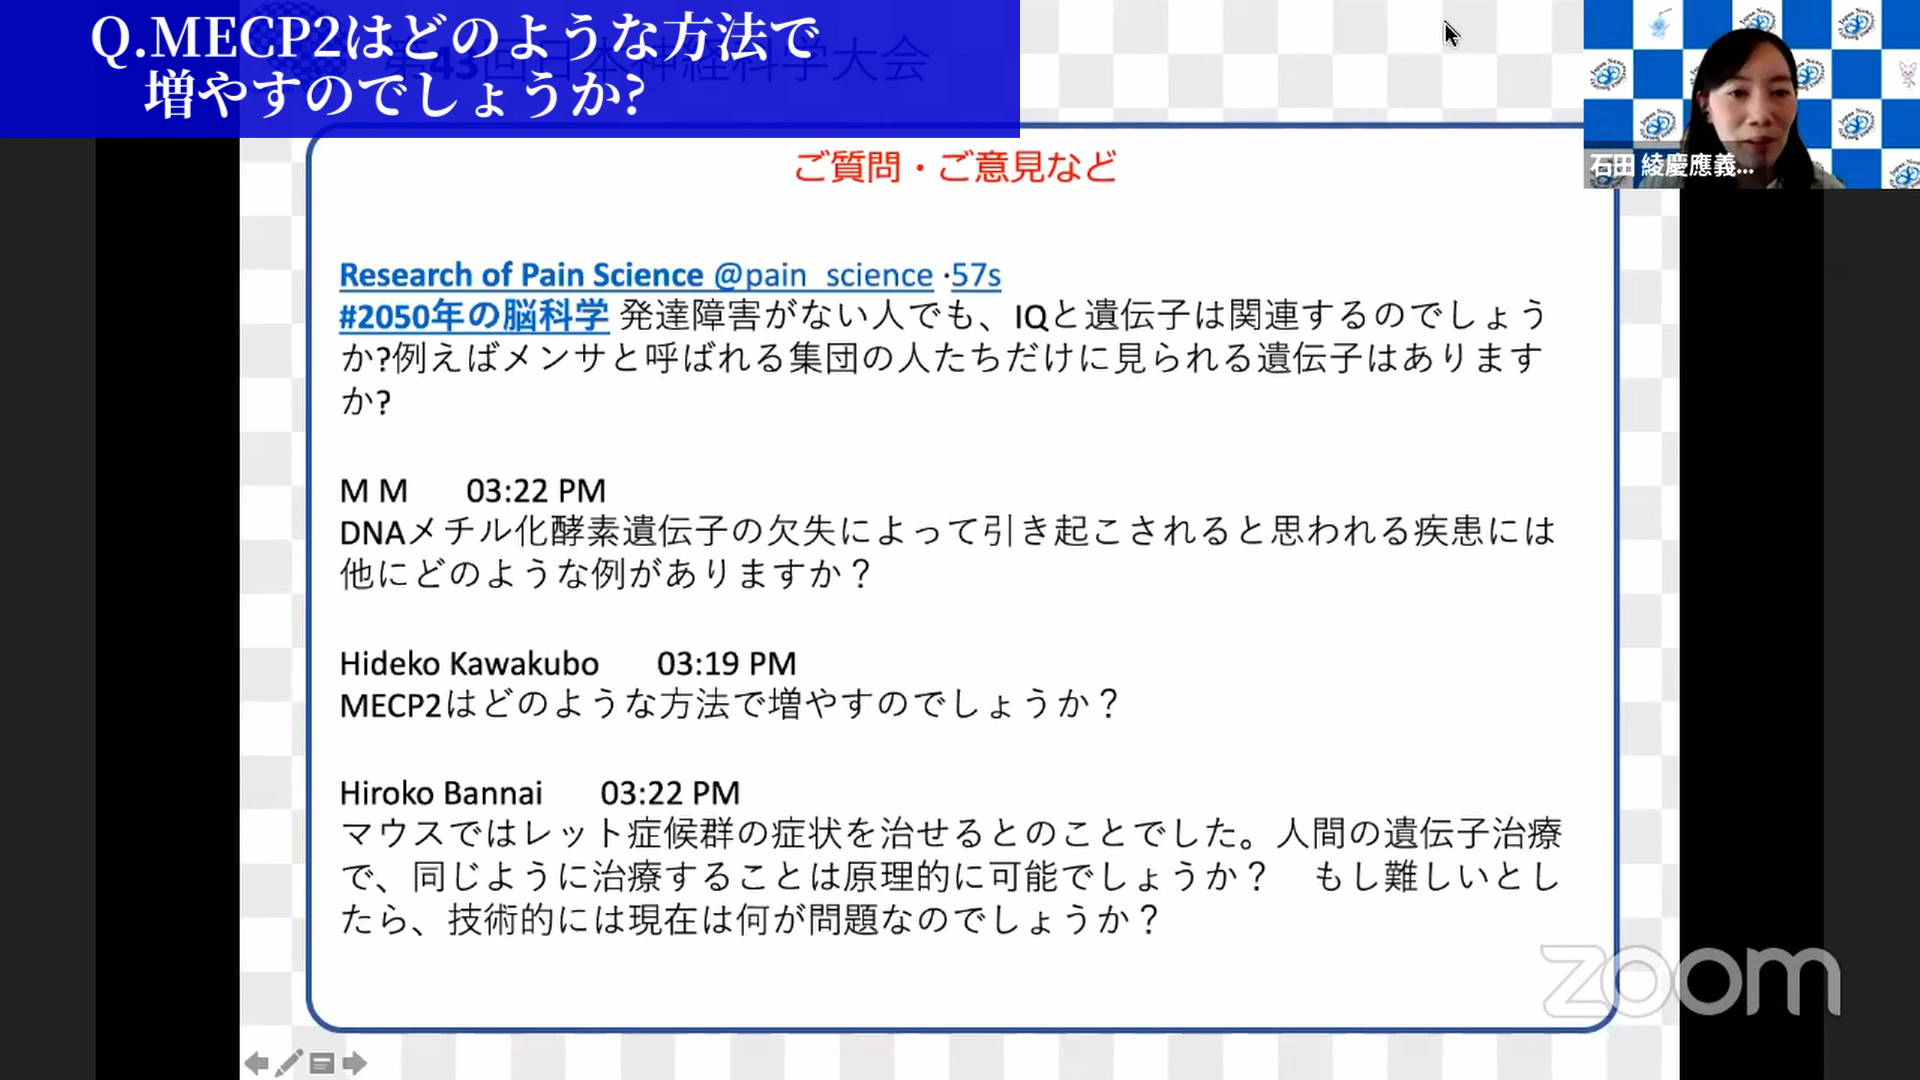 Q.MECP2はどのような方法で
増やすのでしょうか?
第43回日本神経科学大会
石田 綾慶應義...
ご質問・ご意見など
Research of Pain Science @pain_science ·57s
#2050年の脳科学 発達障害がない人でも、IQと遺伝子は関連するのでしょう
か?例えばメンサと呼ばれる集団の人たちだけに見られる遺伝子はあります
か?
M M 03:22 PM
DNAメチル化酵素遺伝子の欠失によって引き起こされると思われる疾患には
他にどのような例がありますか？
Hideko Kawakubo 03:19 PM
MECP2はどのような方法で増やすのでしょうか？
Hiroko Bannai 03:22 PM
マウスではレット症候群の症状を治せるとのことでした。人間の遺伝子治療
で、同じように治療することは原理的に可能でしょうか？ もし難しいとし
たら、技術的には現在は何が問題なのでしょうか？
zoom